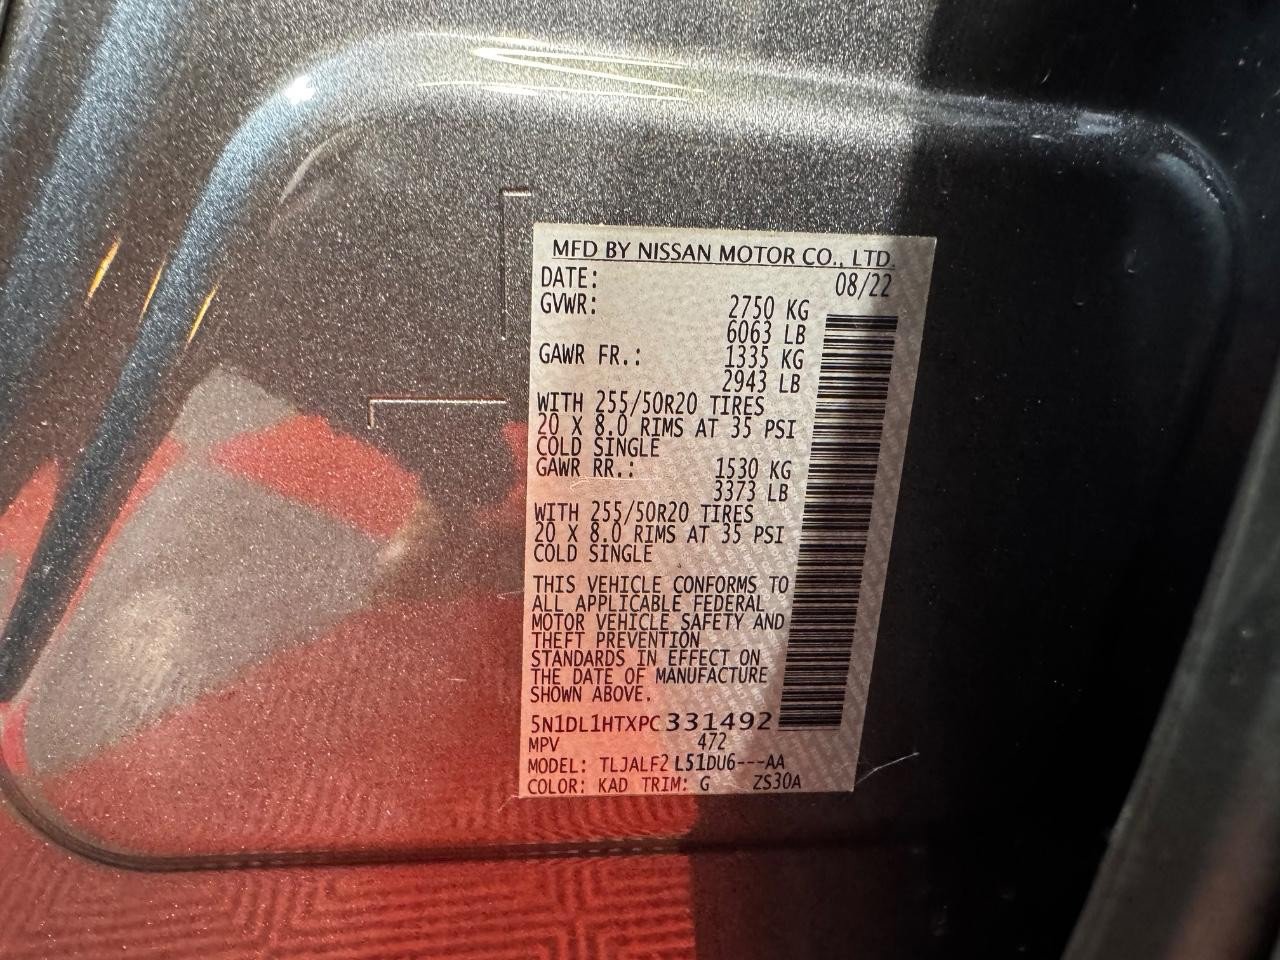 MFD BY NISSAN MOTOR CO., LTD.
DATE: 08/22
GVWR: 2750 KG
6063 LB
GAWR FR.: 1335 KG
2943 LB
WITH 255/50R20 TIRES
20 X 8.0 RIMS AT 35 PSI
COLD SINGLE
GAWR RR.: 1530 KG
3373 LB
WITH 255/50R20 TIRES
20 X 8.0 RIMS AT 35 PSI
COLD SINGLE
THIS VEHICLE CONFORMS TO
ALL APPLICABLE FEDERAL
MOTOR VEHICLE SAFETY AND
THEFT PREVENTION
STANDARDS IN EFFECT ON
THE DATE OF MANUFACTURE
SHOWN ABOVE.
5N1DL1HTXPC331492
MPV 472
MODEL: TLJALF2 L51DU6---AA
COLOR: KAD TRIM: G ZS30A